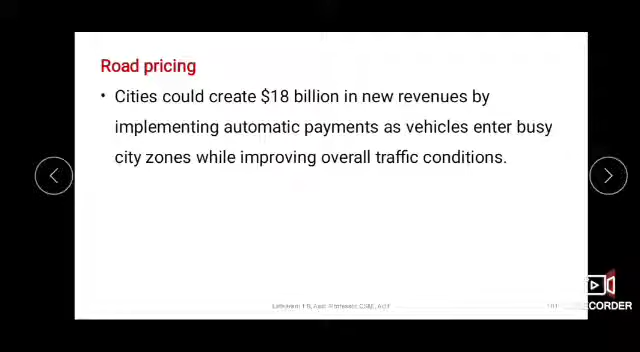 Road pricing
• Cities could create $18 billion in new revenues by
implementing automatic payments as vehicles enter busy
city zones while improving overall traffic conditions.
CORDER